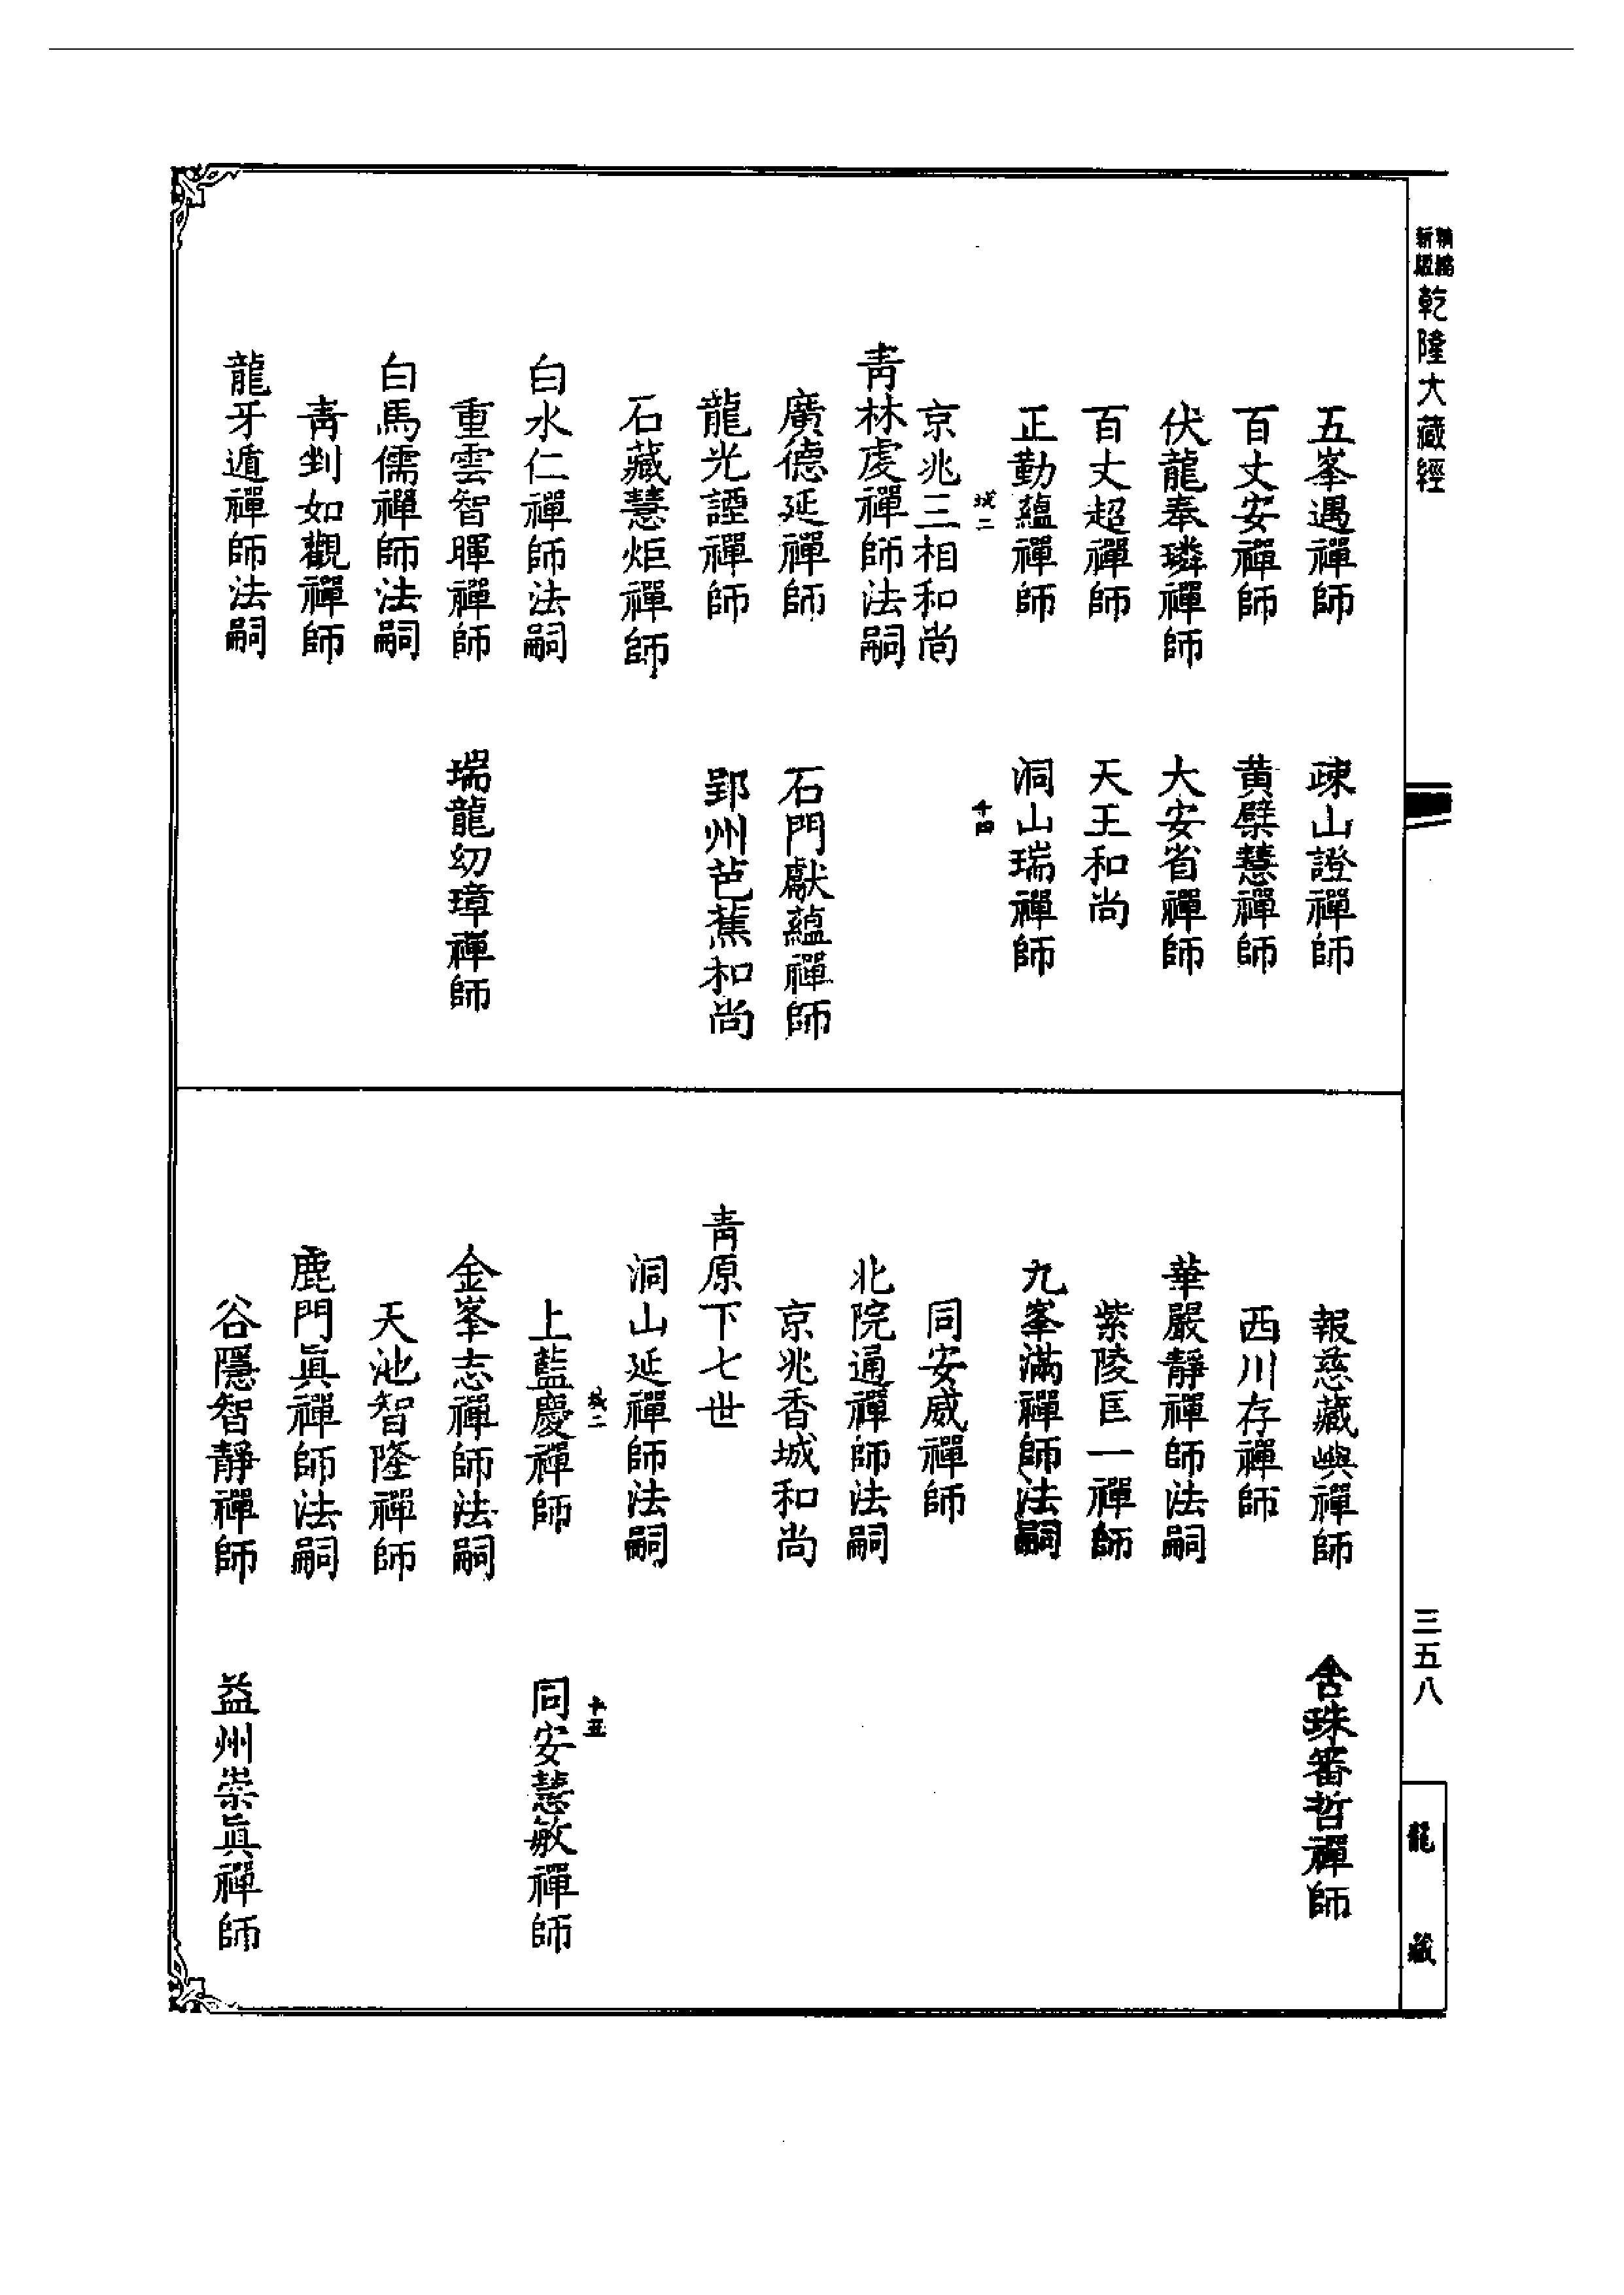 新版
精縮
乾隆大藏經
五峯遇禪師　疎山證禪師
百丈安禪師　黃檗慧禪師
伏龍奉璘禪師　大安省禪師
百丈超禪師　天王和尚
正勤蘊禪師　洞山瑞禪師
十四
京兆三相和尚
青林虔禪師法嗣
廣德延禪師　石門獻蘊禪師
龍光諲禪師　郢州芭蕉和尚
石藏慧炬禪師
白水仁禪師法嗣
重雲智暉禪師　瑞龍幼璋禪師
白馬儒禪師法嗣
青剉如觀禪師
龍牙遁禪師法嗣
報慈藏嶼禪師　含珠審哲禪師
西川存禪師
華嚴靜禪師法嗣
紫陵匡一禪師
九峯滿禪師法嗣
同安威禪師
北院通禪師法嗣
京兆香城和尚
青原下七世
洞山延禪師法嗣
十五
上藍慶禪師　同安慧敏禪師
金峯志禪師法嗣
天池智隆禪師
鹿門眞禪師法嗣
谷隱智靜禪師　益州崇眞禪師
三五八
龍藏